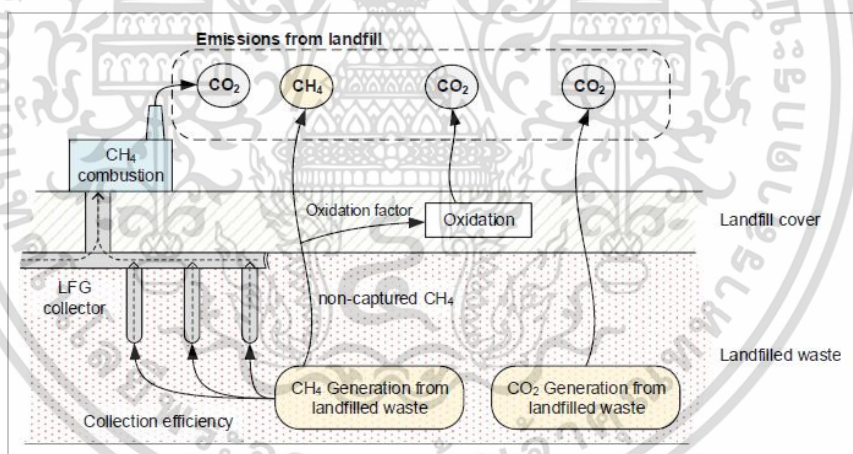 Emissions from landfill
CO₂
CH₄
CO₂
CO₂
CH₄
combustion
Oxidation factor
Oxidation
Landfill cover
LFG
collector
non-captured CH₄
Landfilled waste
CH₄ Generation from
landfilled waste
CO₂ Generation from
landfilled waste
Collection efficiency